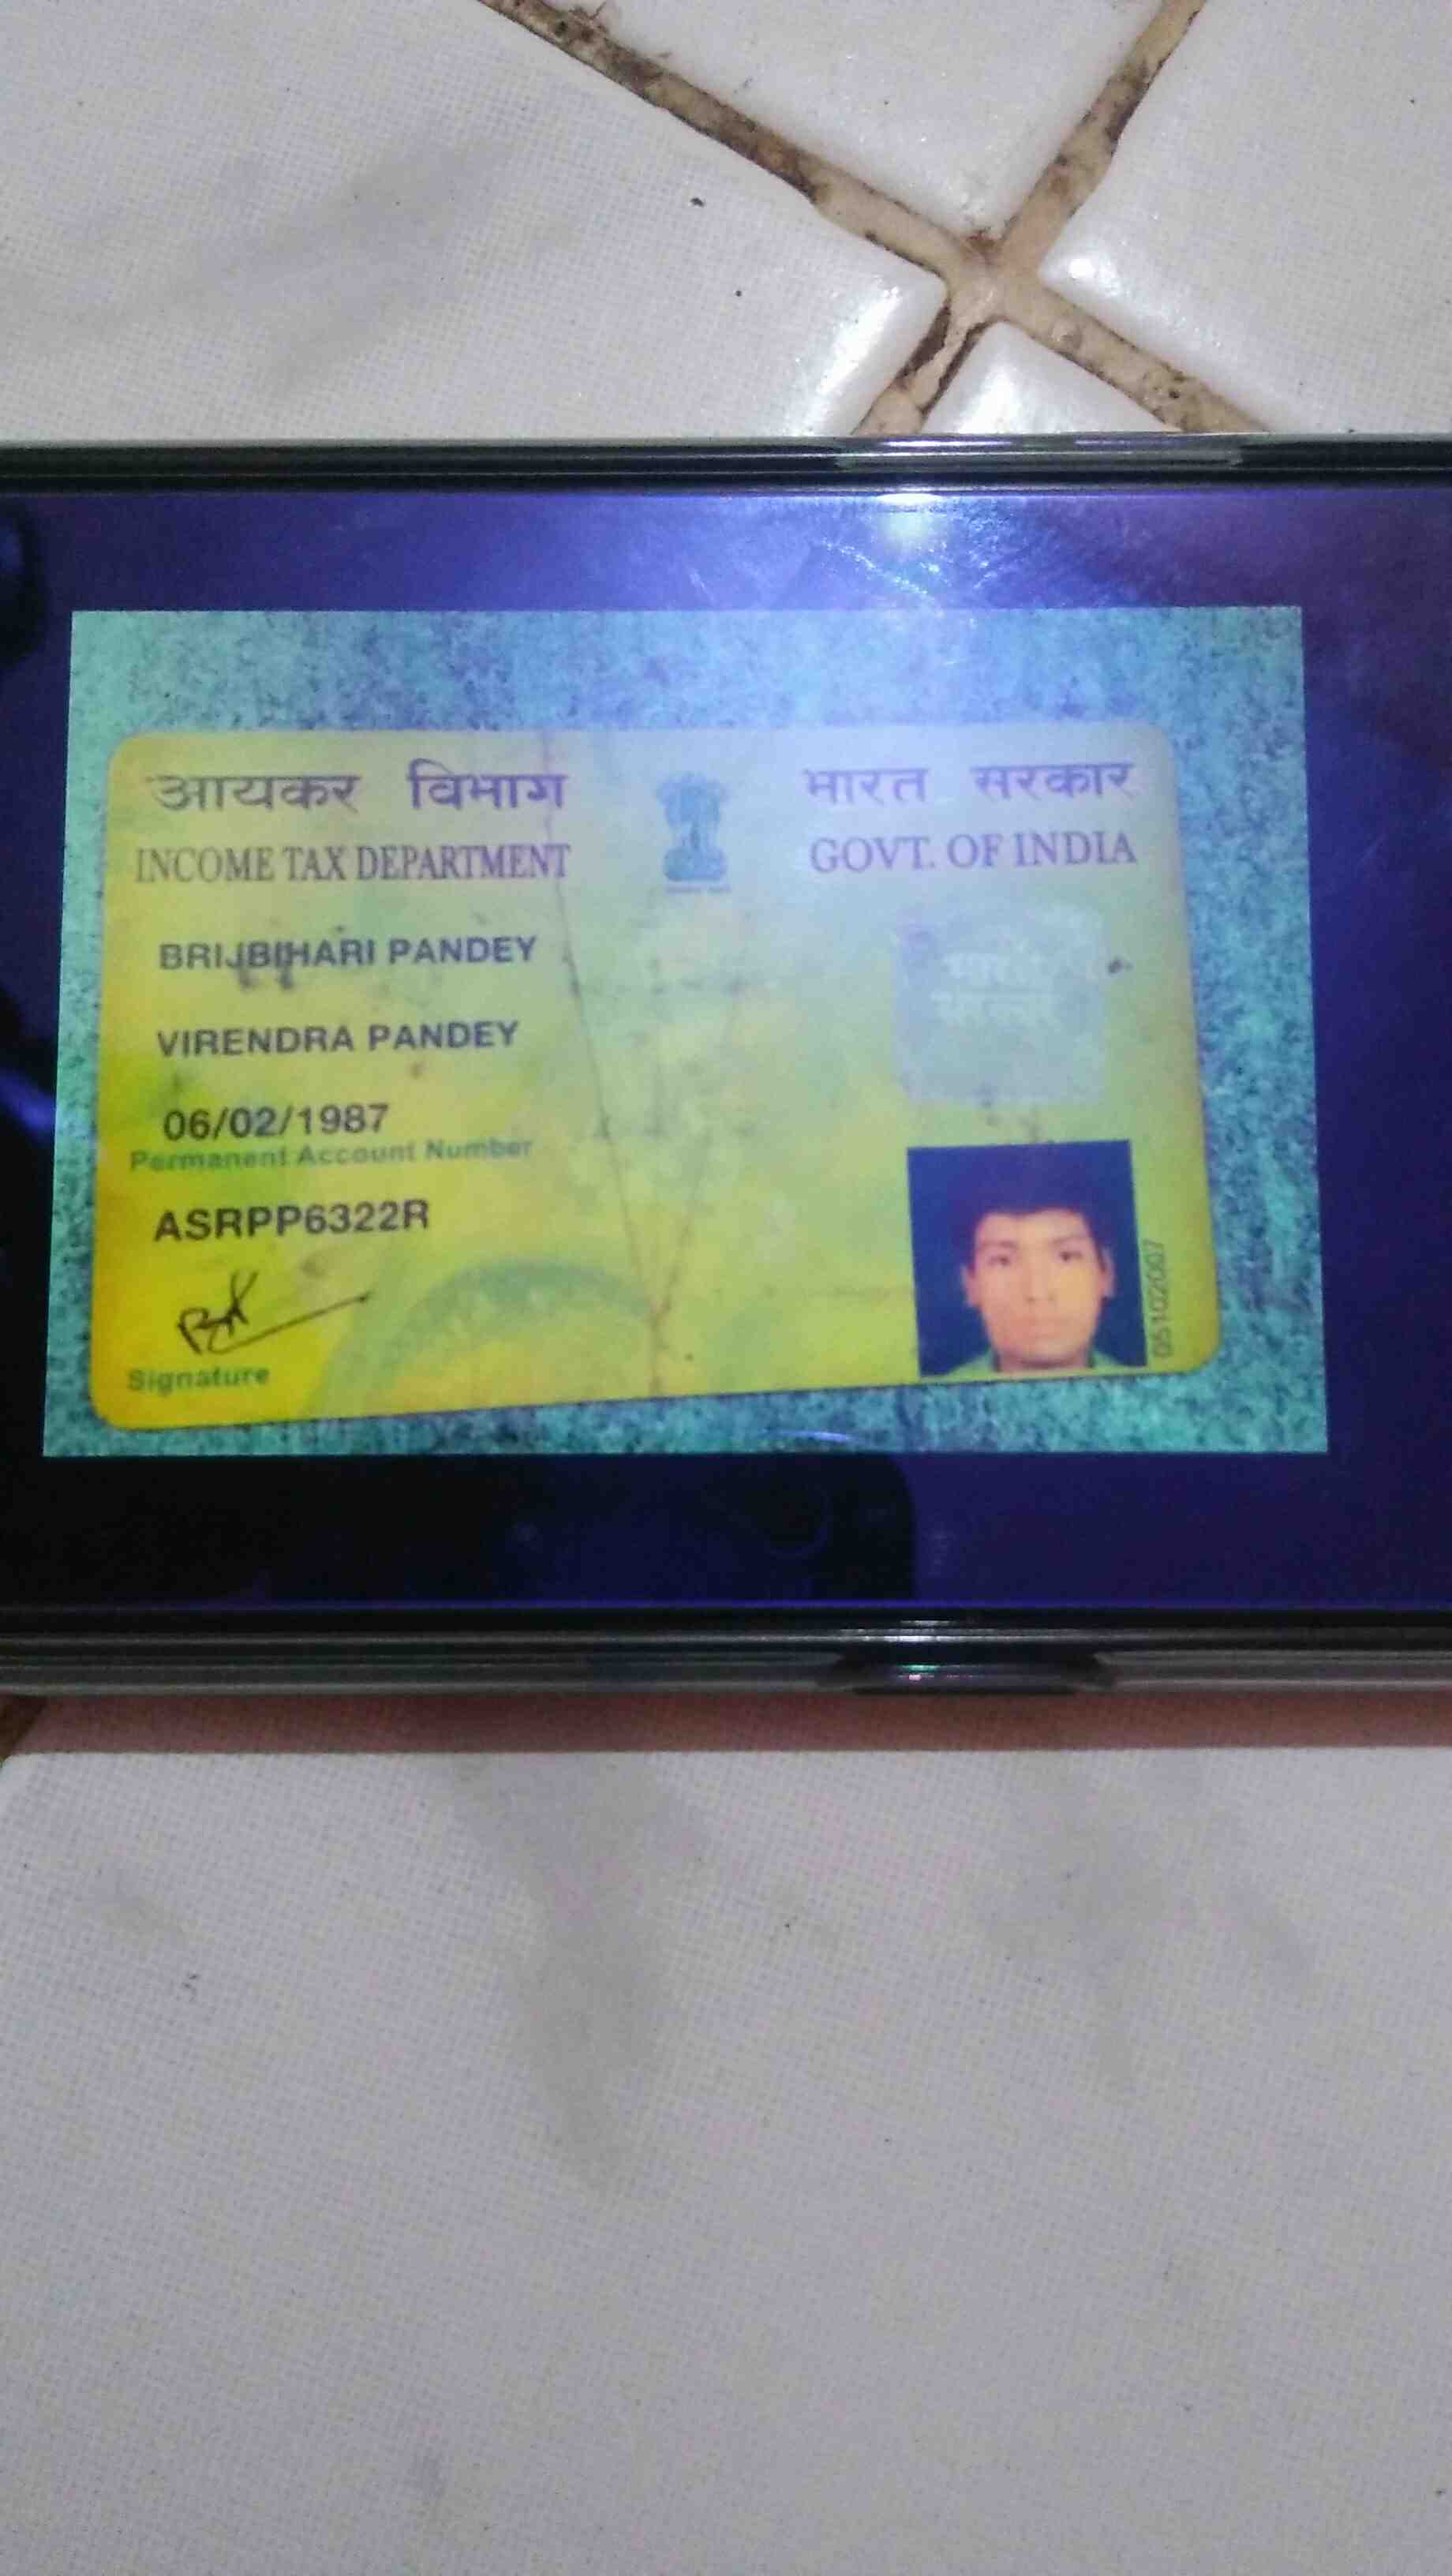 आयकर विभाग
INCOME TAX DEPARTMENT
भारत सरकार
GOVT. OF INDIA
BRIJBIHARI PANDEY
VIRENDRA PANDEY
06/02/1987
Permanent Account Number
ASRPP6322R
Signature
05102007